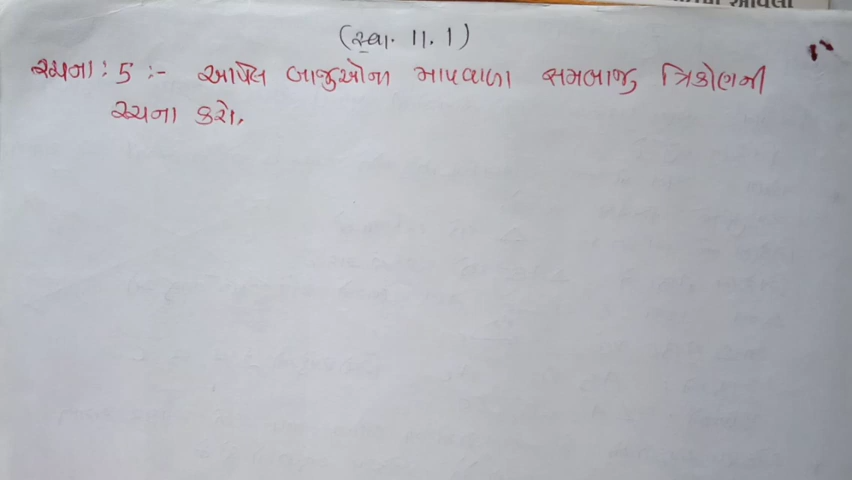 (સ્વા. 11.1)
રચના : 5 :- આપેલ બાજુઓના માપવાળા સમબાજુ ત્રિકોણની
રચના કરો.